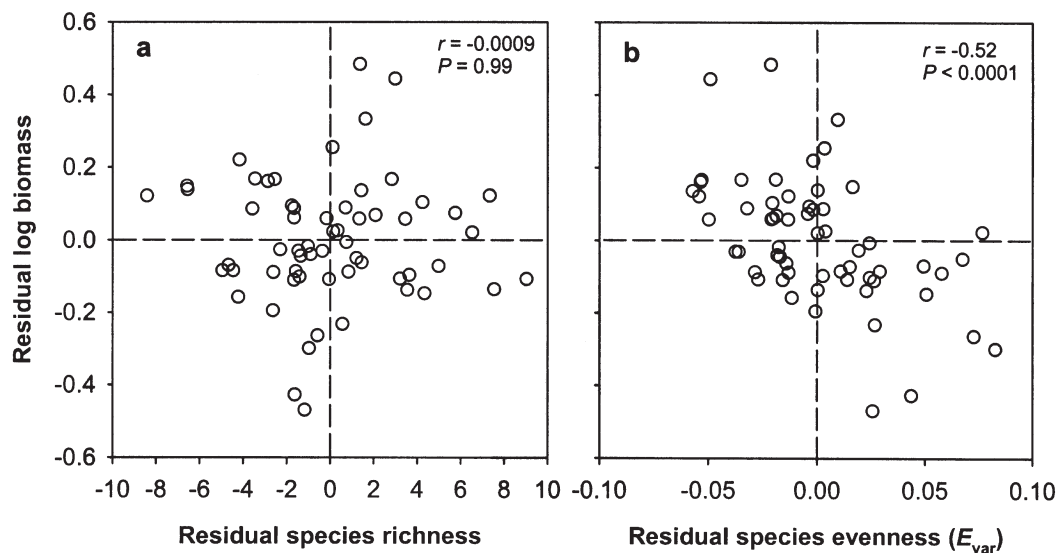 a
r = -0.0009
P = 0.99
b
r = -0.52
P < 0.0001
0.6
0.4
0.2
0.0
-0.2
-0.4
-0.6
Residual log biomass
-10 -8 -6 -4 -2 0 2 4 6 8 10
-0.10 -0.05 0.00 0.05 0.10
Residual species richness
Residual species evenness (Evar)